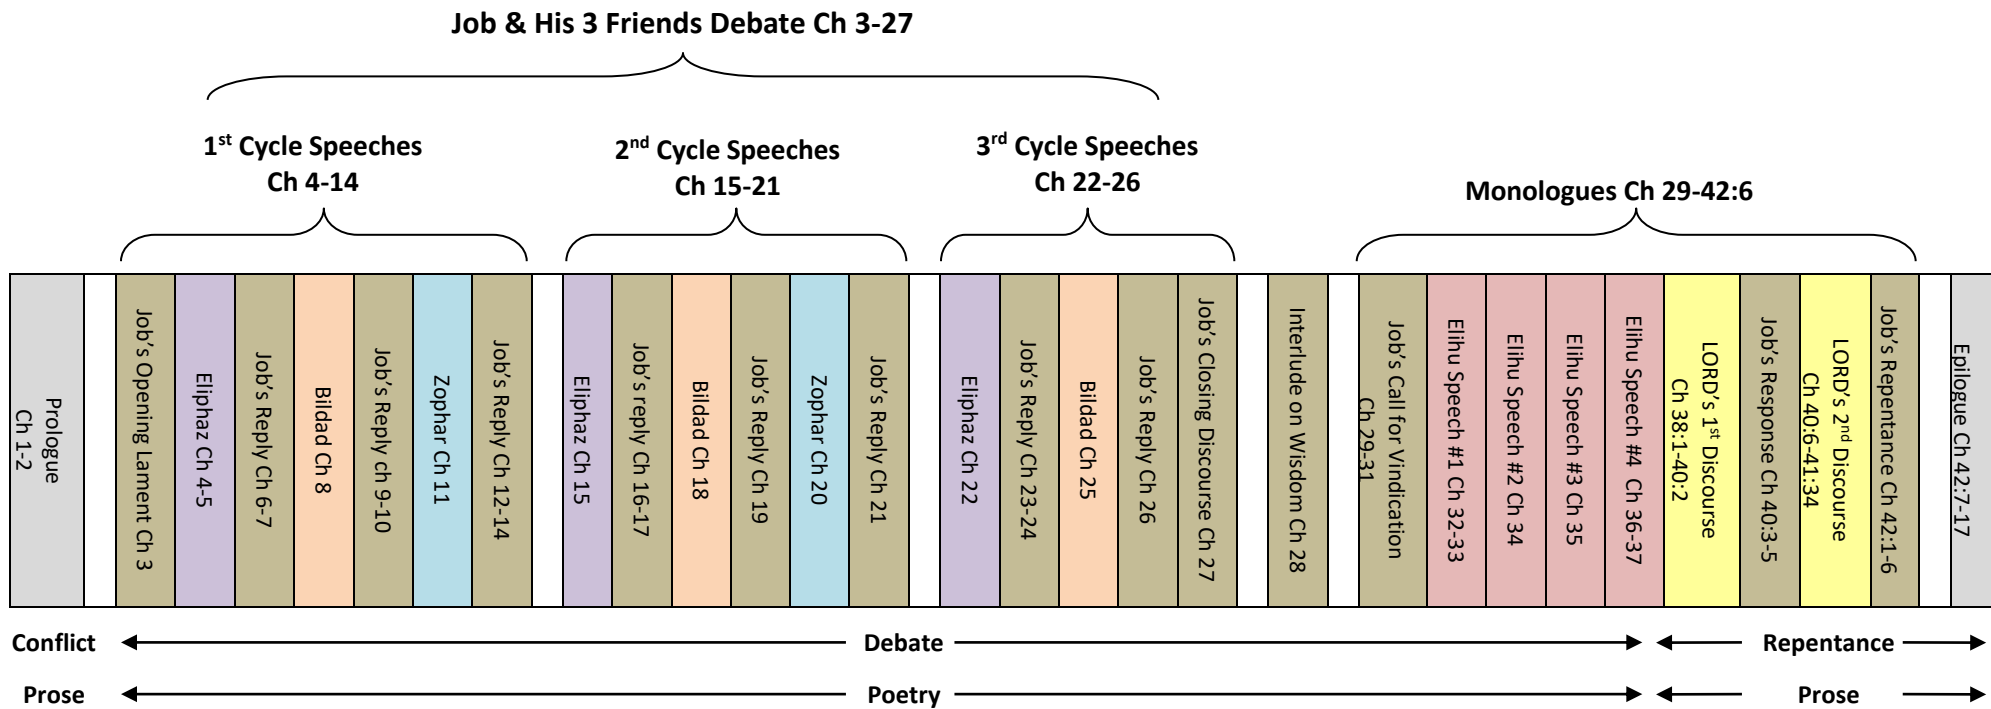 Job & His 3 Friends Debate Ch 3-27
1st Cycle Speeches
Ch 4-14
2nd Cycle Speeches
Ch 15-21
3rd Cycle Speeches
Ch 22-26
Monologues Ch 29-42:6
Prologue
Ch 1-2
Job's Opening Lament Ch 3
Eliphaz Ch 4-5
Job's Reply Ch 6-7
Bildad Ch 8
Job's Reply ch 9-10
Zophar Ch 11
Job's Reply Ch 12-14
Eliphaz Ch 15
Job's reply Ch 16-17
Bildad Ch 18
Job's Reply Ch 19
Zophar Ch 20
Job's Reply Ch 21
Eliphaz Ch 22
Job's Reply Ch 23-24
Bildad Ch 25
Job's Reply Ch 26
Job's Closing Discourse Ch 27
Interlude on Wisdom Ch 28
Job's Call for Vindication
Ch 29-31
Elihu Speech #1 Ch 32-33
Elihu Speech #2 Ch 34
Elihu Speech #3 Ch 35
Elihu Speech #4 Ch 36-37
LORD's 1st Discourse
Ch 38:1-40:2
Job's Response Ch 40:3-5
LORD's 2nd Discourse
Ch 40:6-41:34
Job's Repentance Ch 42:1-6
Epilogue Ch 42:7-17
Conflict Debate Repentance
Prose Poetry Prose